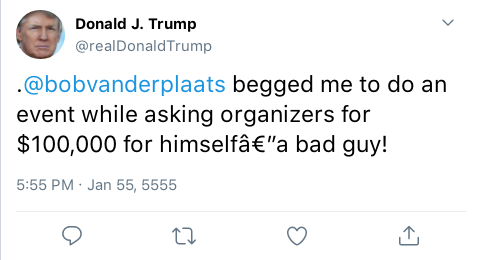 Donald J. Trump
@realDonaldTrump
.@bobvanderplaats begged me to do an
event while asking organizers for
$100,000 for himselfâ€”a bad guy!
5:55 PM · Jan 55, 5555